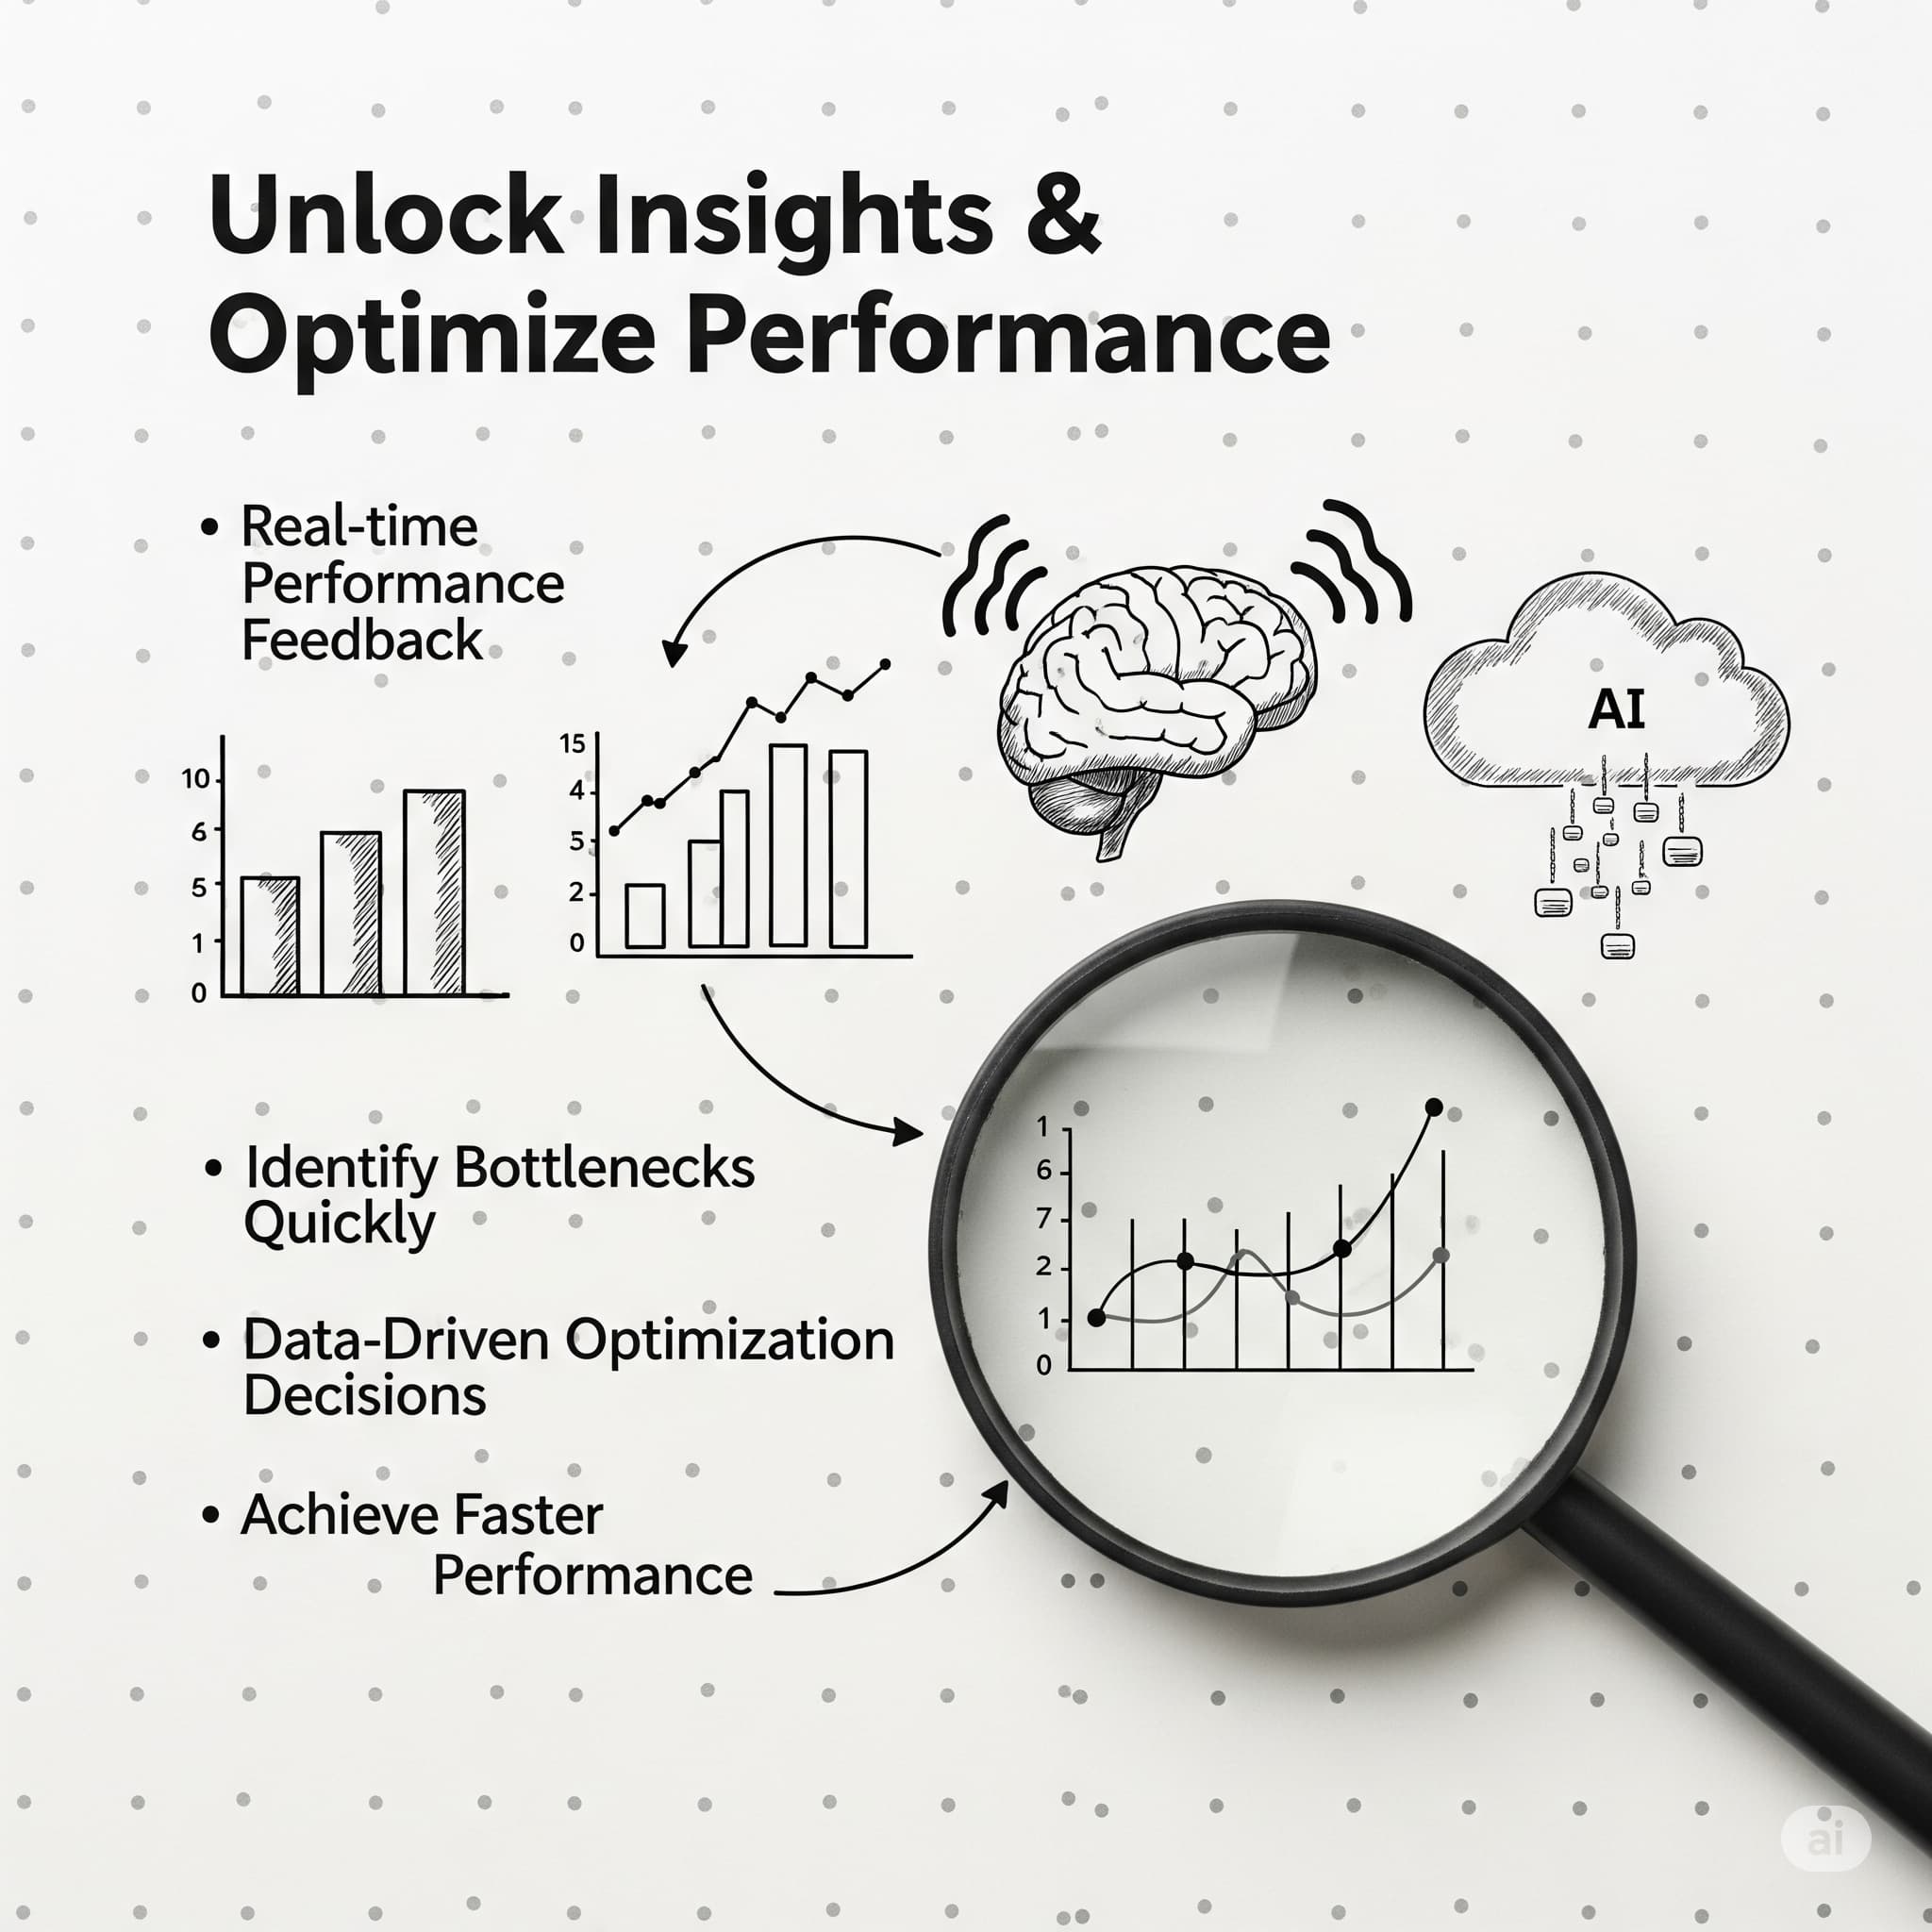 Unlock Insights &
Optimize Performance
• Real-time
Performance
Feedback
10
6
5
1
0
15
4
5
2
0
AI
1
6
7
2
1
0
• Identify Bottlenecks
Quickly
• Data-Driven Optimization
Decisions
• Achieve Faster
Performance
ai